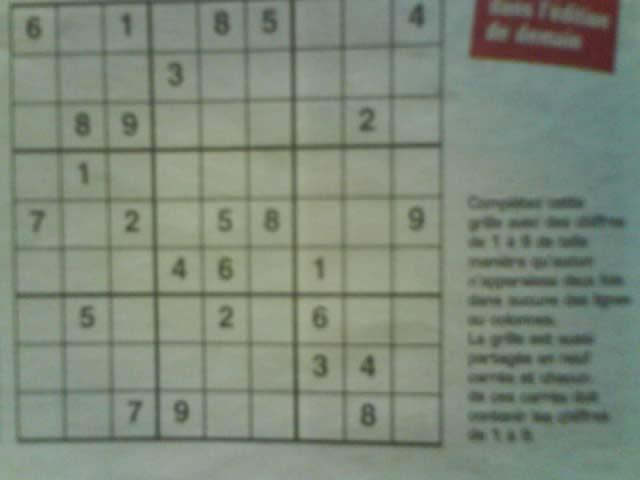 6 1 8 5 4
3
8 9 2
1
7 2 5 8 9
4 6 1
5 2 6
3 4
7 9 8
dans l'édition
de demain
Complétez cette
grille avec des chiffres
de 1 à 9 de telle
manière qu'aucun
n'apparaisse deux fois
dans aucune des lignes
ou colonnes.
La grille est aussi
partagée en neuf
carrés et chacun
de ces carrés doit
contenir les chiffres
de 1 à 9.